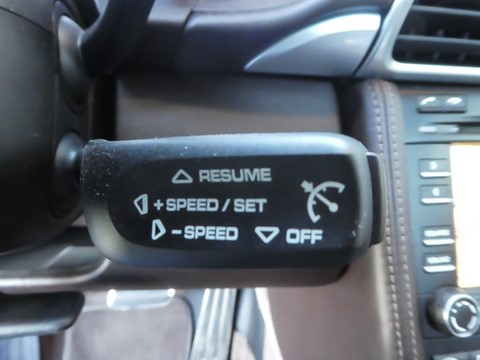 RESUME
+SPEED / SET
-SPEED OFF